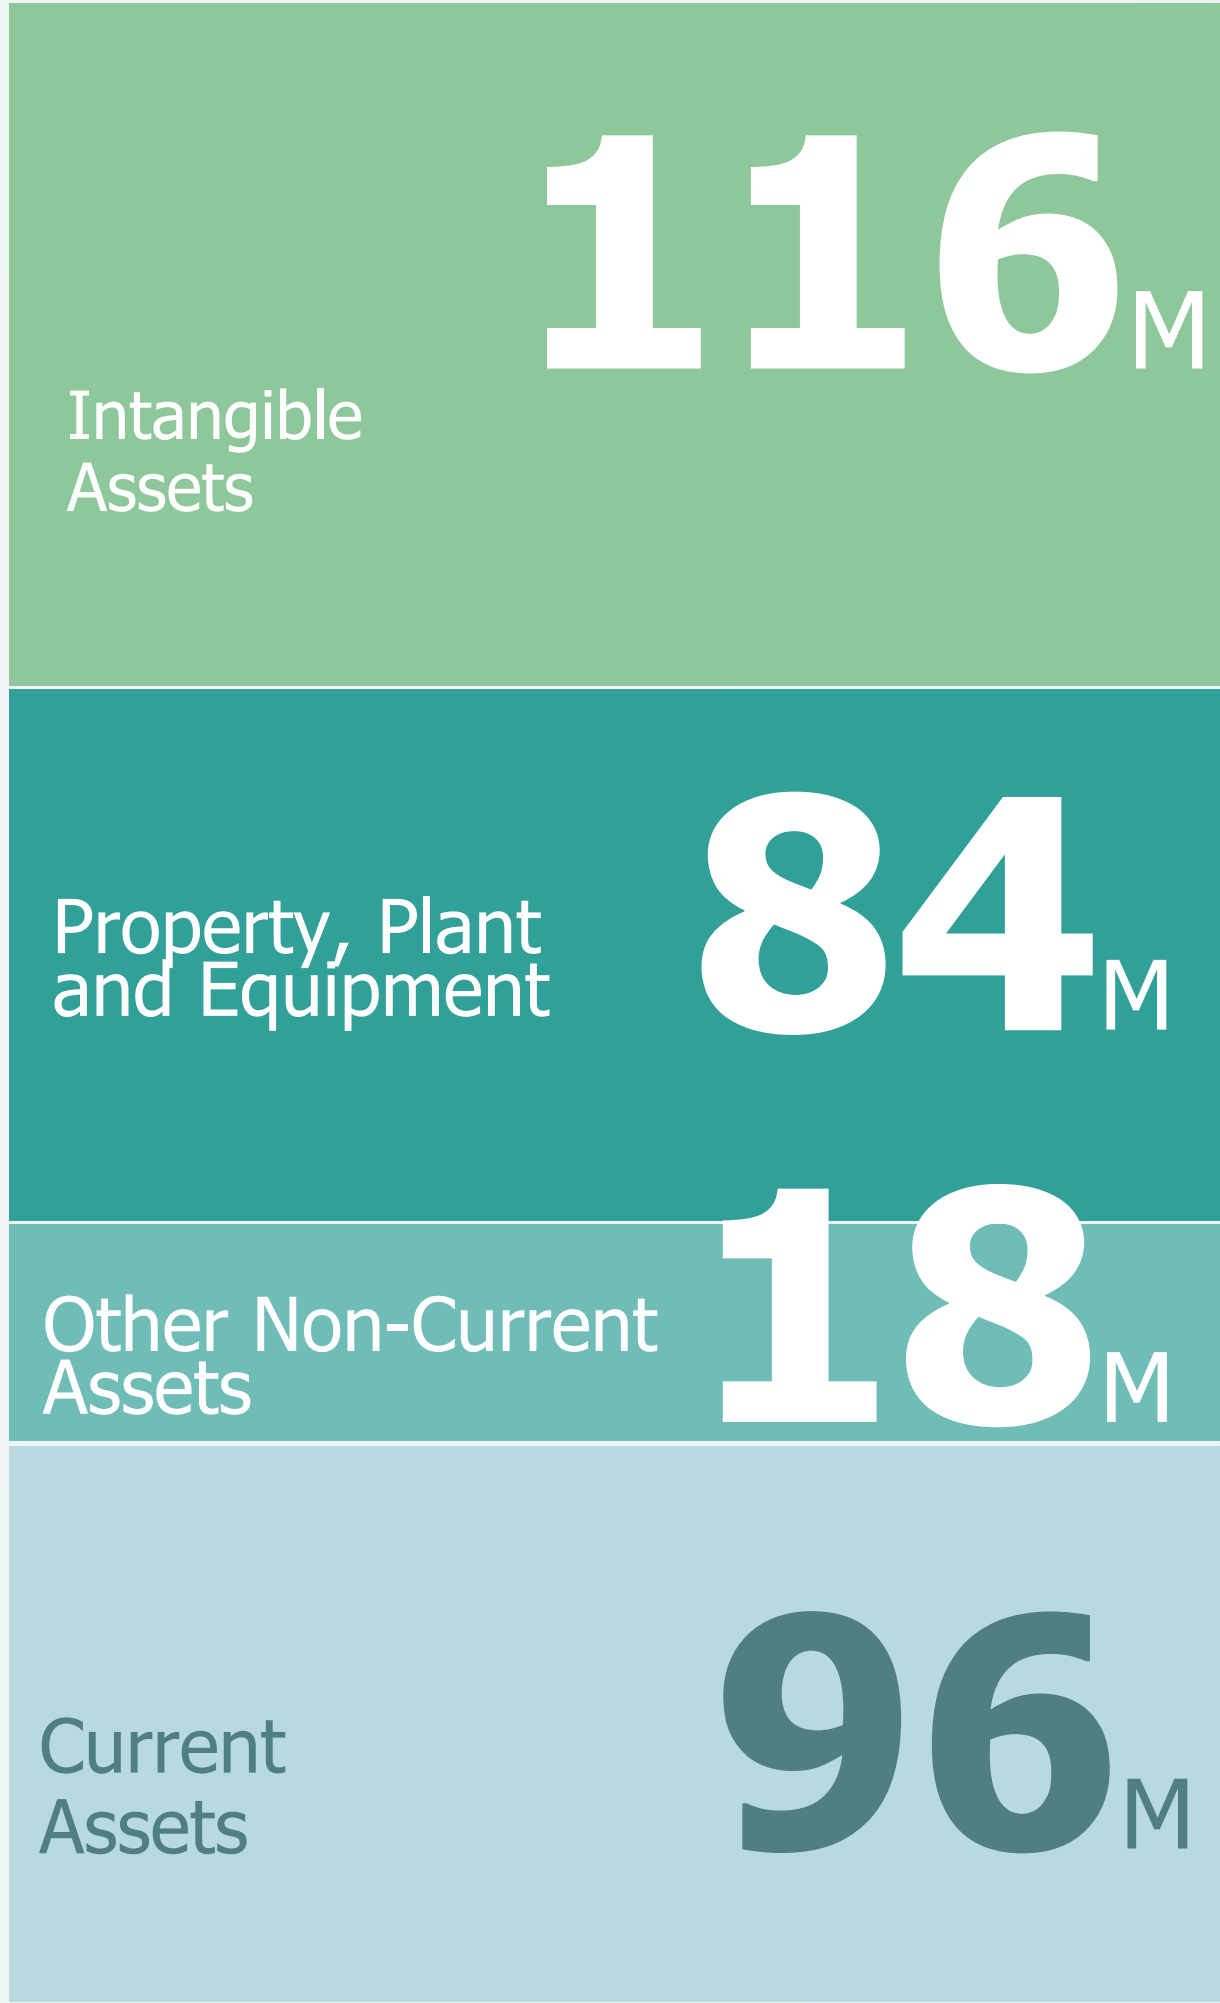 116M
Intangible
Assets
84M
Property, Plant
and Equipment
18M
Other Non-Current
Assets
96M
Current
Assets